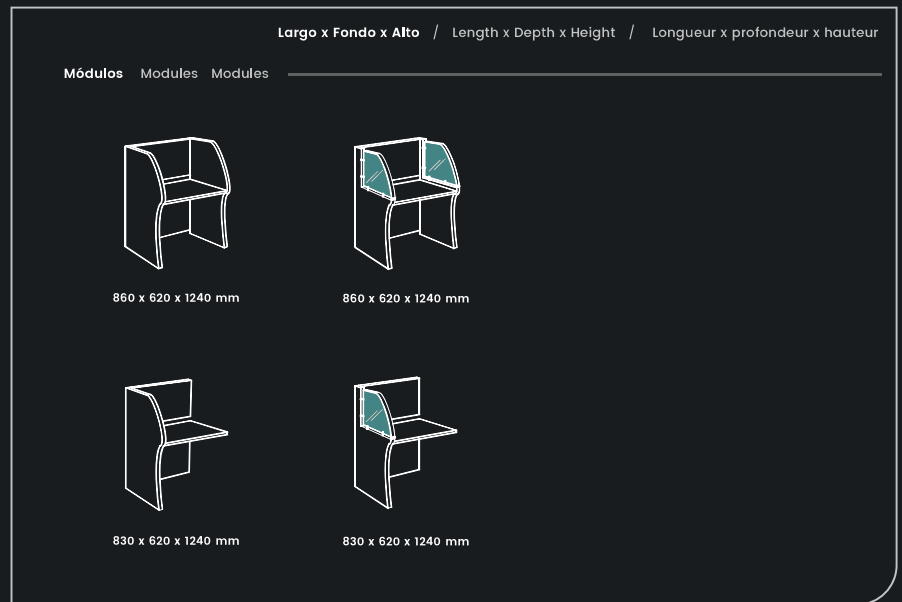 Largo x Fondo x Alto / Length x Depth x Height / Longueur x profondeur x hauteur
Módulos Modules Modules
860 x 620 x 1240 mm 860 x 620 x 1240 mm
830 x 620 x 1240 mm 830 x 620 x 1240 mm